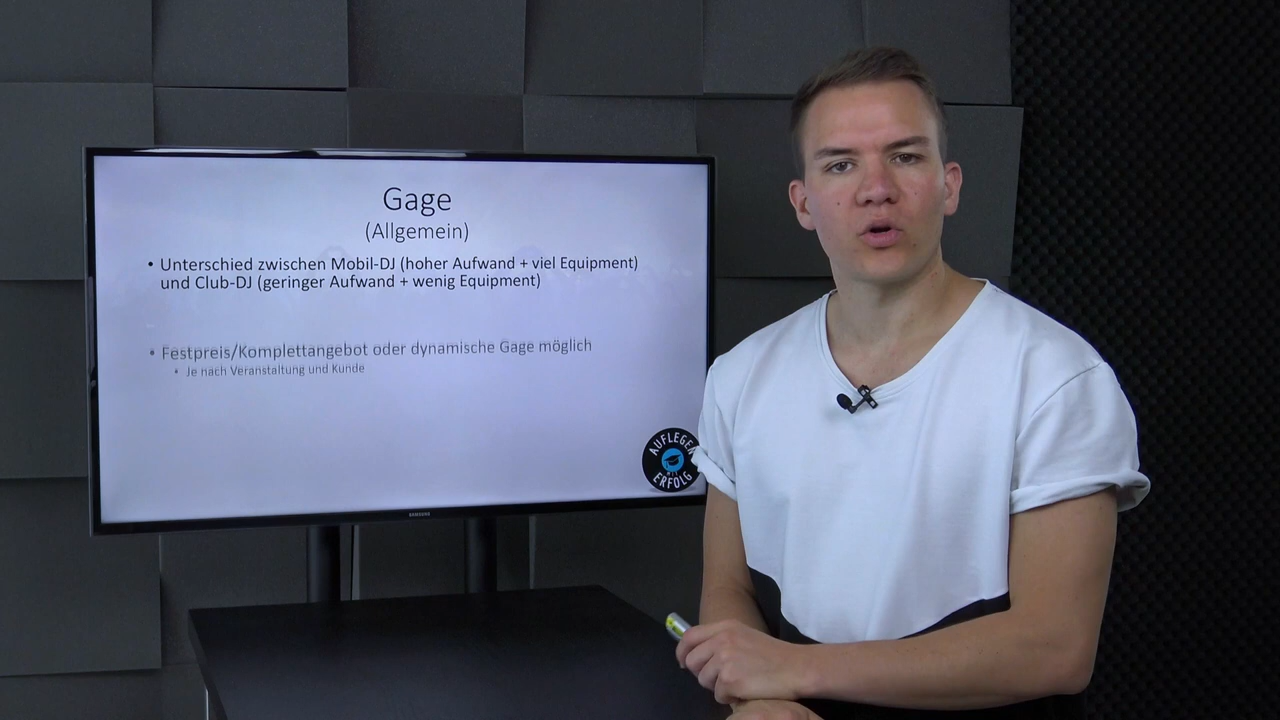 Gage
(Allgemein)
• Unterschied zwischen Mobil-DJ (hoher Aufwand + viel Equipment)
und Club-DJ (geringer Aufwand + wenig Equipment)
• Festpreis/Komplettangebot oder dynamische Gage möglich
• Je nach Veranstaltung und Kunde
AUFLEGEN
MIT
ERFOLG
SAMSUNG